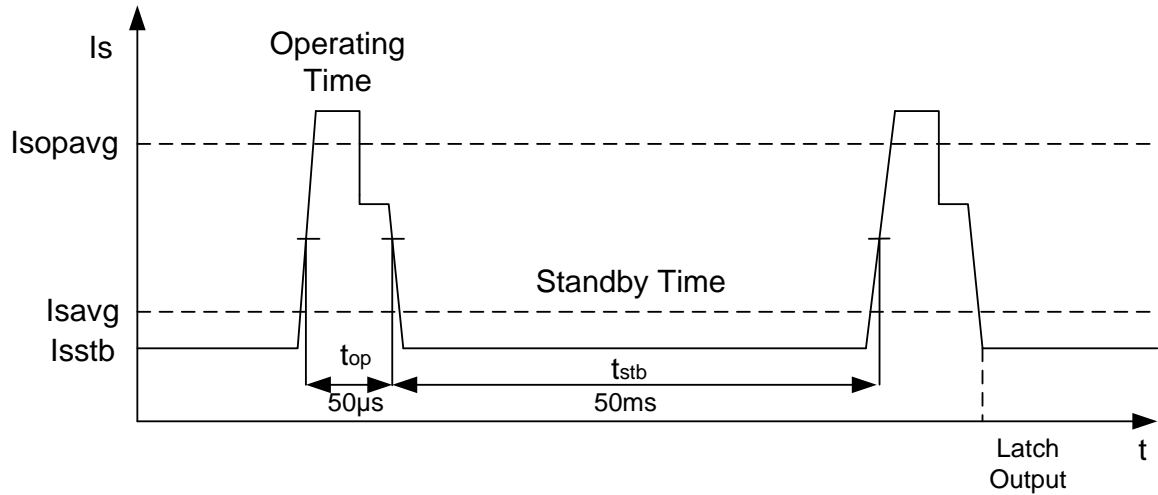 Is
Operating
Time
Isopavg
Standby Time
Isavg
Isstb
top
tstb
50µs
50ms
t
Latch
Output